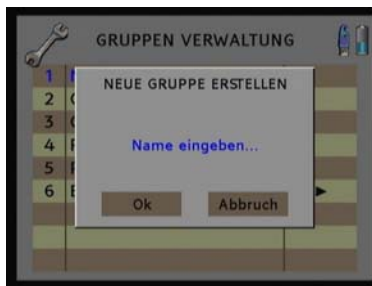 GRUPPEN VERWALTUNG
NEUE GRUPPE ERSTELLEN
1
2
3
4
5
6
Name eingeben...
Ok Abbruch